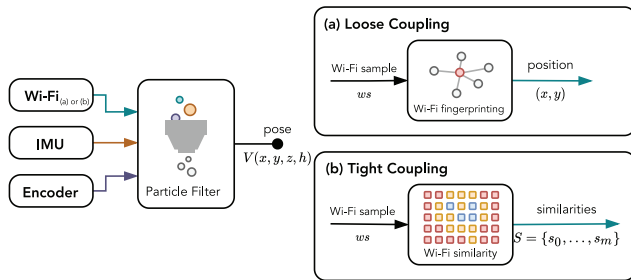 Wi-Fi (a) or (b)
IMU
Encoder
Particle Filter
pose
V(x, y, z, h)
(a) Loose Coupling
Wi-Fi sample
ws
Wi-Fi fingerprinting
position
(x, y)
(b) Tight Coupling
Wi-Fi sample
ws
Wi-Fi similarity
similarities
S = {s₀, . . . , sₘ}